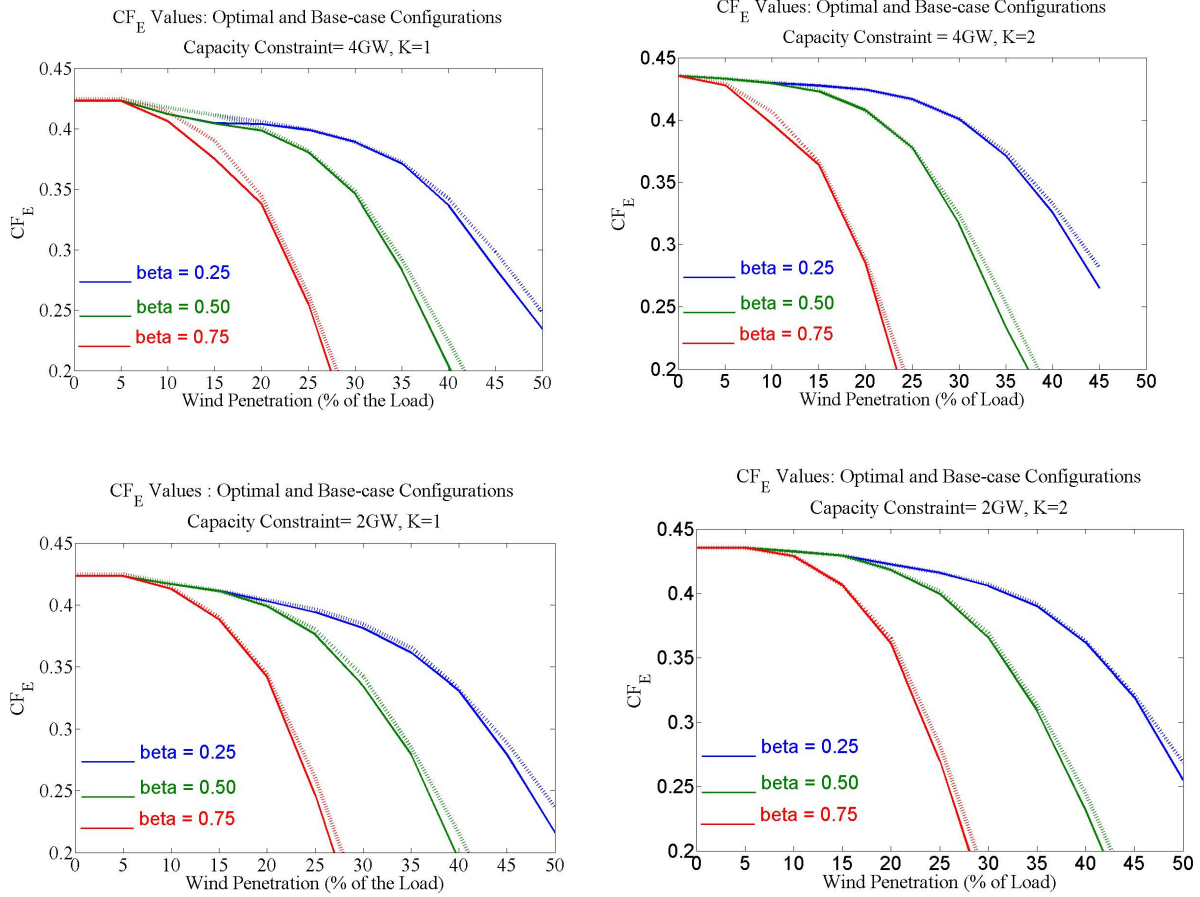 CF_E Values: Optimal and Base-case Configurations
Capacity Constraint= 4GW, K=1
0.45
0.4
0.35
0.3
0.25
0.2
CF_E
beta = 0.25
beta = 0.50
beta = 0.75
0 5 10 15 20 25 30 35 40 45 50
Wind Penetration (% of the Load)
CF_E Values: Optimal and Base-case Configurations
Capacity Constraint = 4GW, K=2
0.45
0.4
0.35
0.3
0.25
0.2
CF_E
beta = 0.25
beta = 0.50
beta = 0.75
0 5 10 15 20 25 30 35 40 45 50
Wind Penetration (% of Load)
CF_E Values : Optimal and Base-case Configurations
Capacity Constraint= 2GW, K=1
0.45
0.4
0.35
0.3
0.25
0.2
CF_E
beta = 0.25
beta = 0.50
beta = 0.75
0 5 10 15 20 25 30 35 40 45 50
Wind Penetration (% of the Load)
CF_E Values: Optimal and Base-case Configurations
Capacity Constraint= 2GW, K=2
0.45
0.4
0.35
0.3
0.25
0.2
CF_E
beta = 0.25
beta = 0.50
beta = 0.75
0 5 10 15 20 25 30 35 40 45 50
Wind Penetration (% of Load)